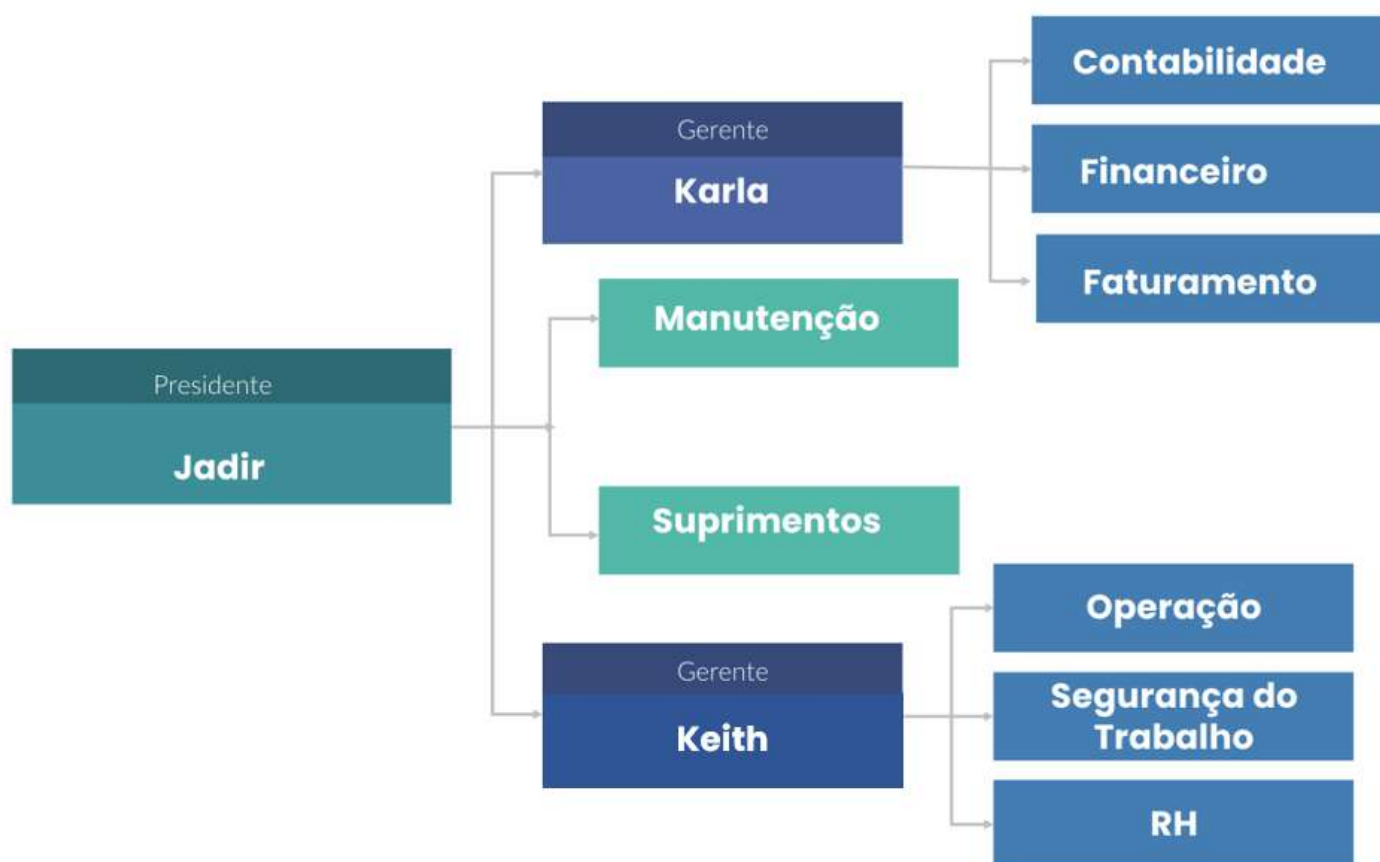 Presidente
Jadir
Gerente
Karla
Contabilidade
Financeiro
Faturamento
Manutenção
Suprimentos
Gerente
Keith
Operação
Segurança do
Trabalho
RH